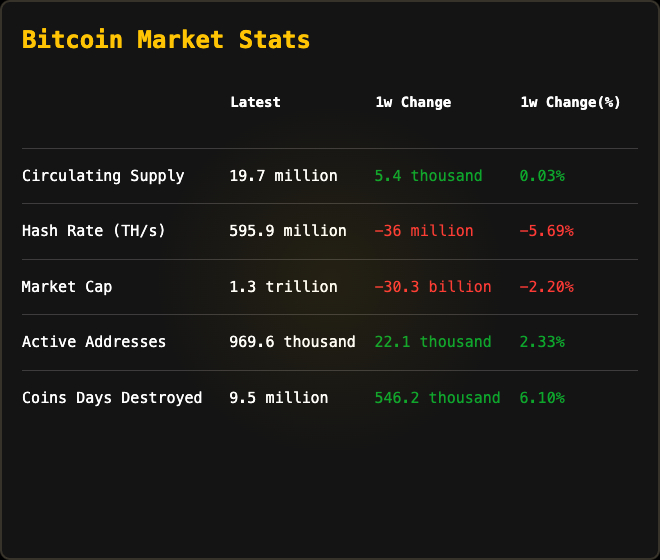 Bitcoin Market Stats
Latest 1w Change 1w Change(%)
Circulating Supply 19.7 million 5.4 thousand 0.03%
Hash Rate (TH/s) 595.9 million −36 million −5.69%
Market Cap 1.3 trillion −30.3 billion −2.20%
Active Addresses 969.6 thousand 22.1 thousand 2.33%
Coins Days Destroyed 9.5 million 546.2 thousand 6.10%